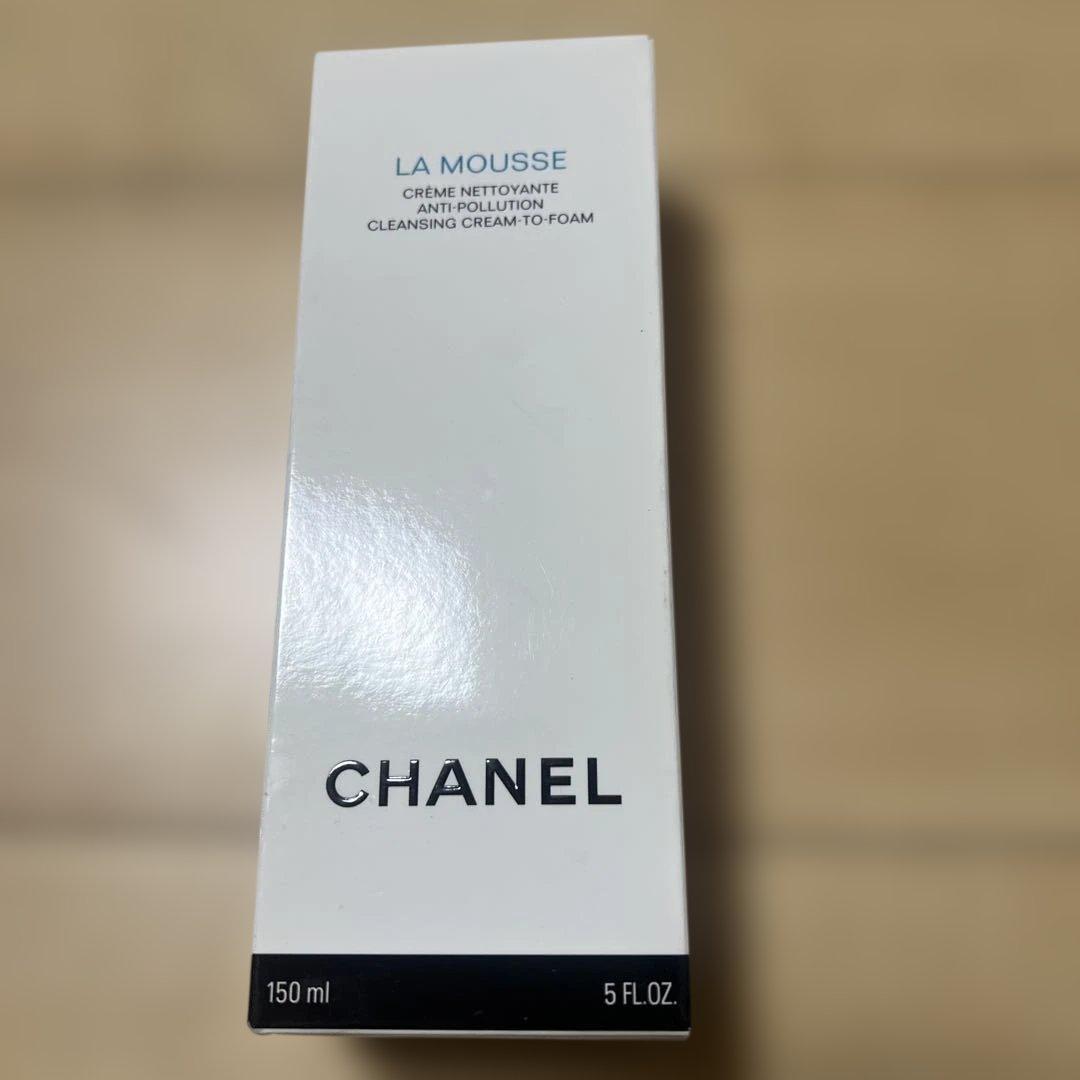 LA MOUSSE
CRÈME NETTOYANTE
ANTI-POLLUTION
CLEANSING CREAM-TO-FOAM
CHANEL
150 ml
5 FL.OZ.